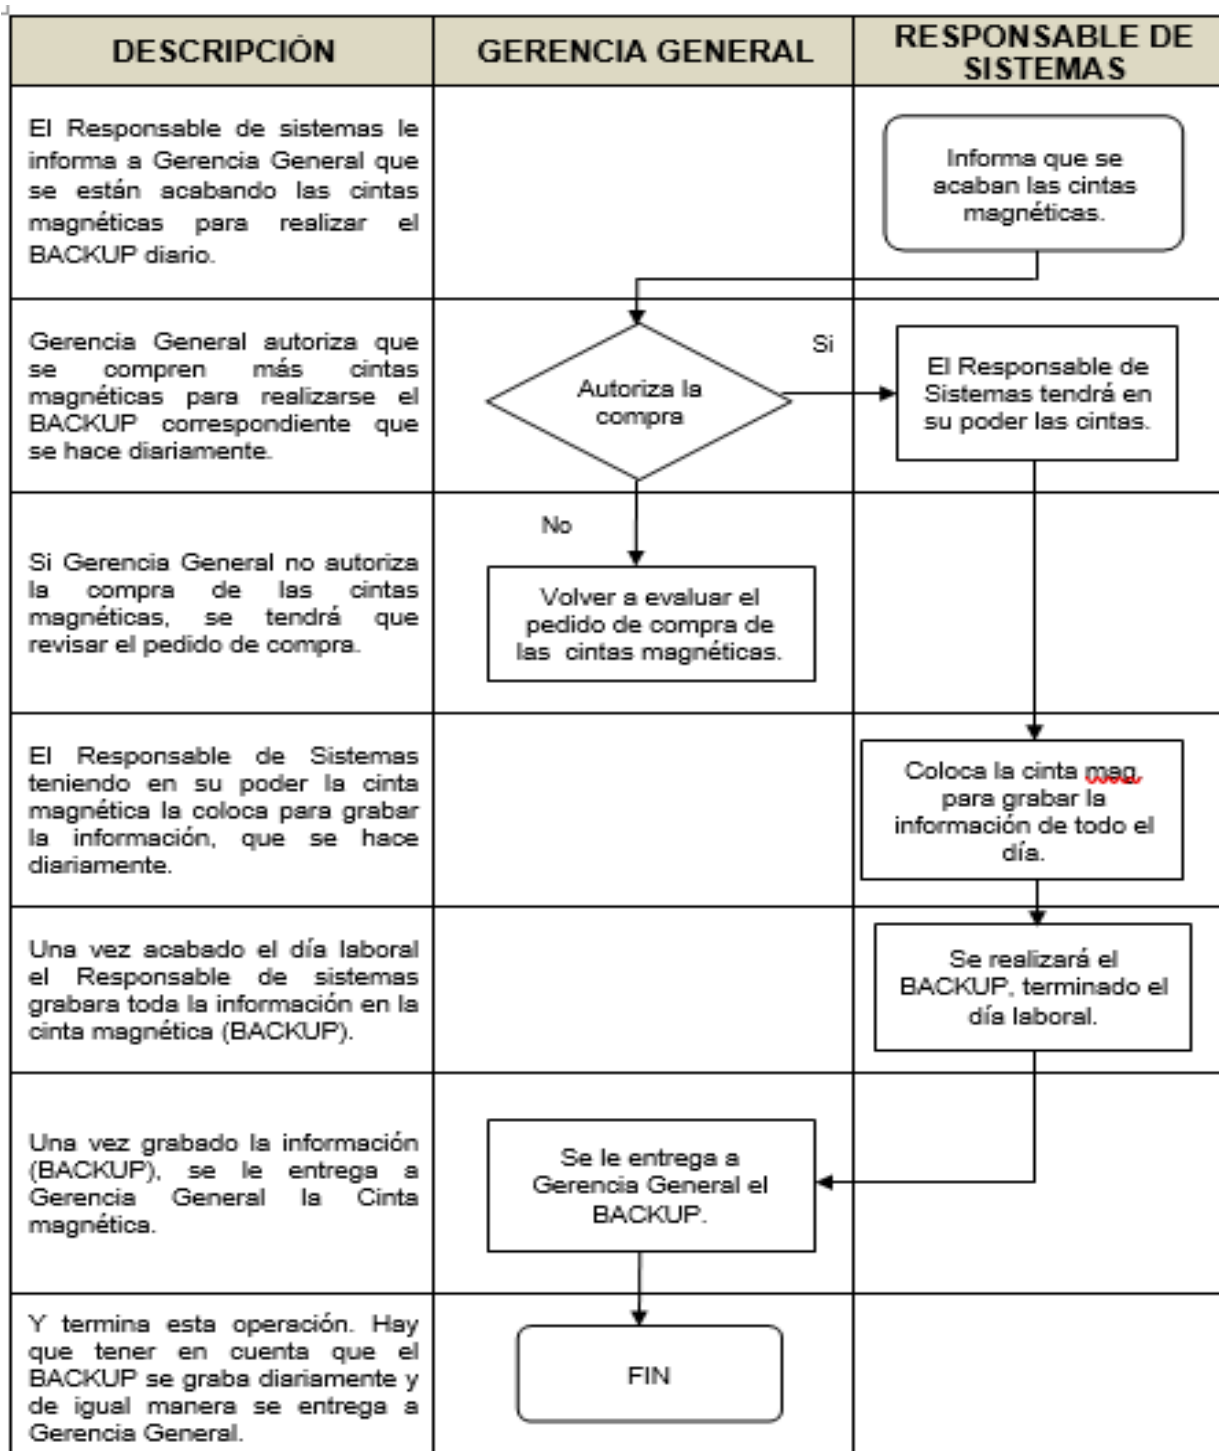 DESCRIPCIÓN
GERENCIA GENERAL
RESPONSABLE DE
SISTEMAS
El Responsable de sistemas le
informa a Gerencia General que
se están acabando las cintas
magnéticas para realizar el
BACKUP diario.
Informa que se
acaban las cintas
magnéticas.
Gerencia General autoriza que
se compren más cintas
magnéticas para realizarse el
BACKUP correspondiente que
se hace diariamente.
Autoriza la
compra
Si
El Responsable de
Sistemas tendrá en
su poder las cintas.
Si Gerencia General no autoriza
la compra de las cintas
magnéticas, se tendrá que
revisar el pedido de compra.
No
Volver a evaluar el
pedido de compra de
las cintas magnéticas.
El Responsable de Sistemas
teniendo en su poder la cinta
magnética la coloca para grabar
la información, que se hace
diariamente.
Coloca la cinta mag.
para grabar la
información de todo el
día.
Una vez acabado el día laboral
el Responsable de sistemas
grabara toda la información en la
cinta magnética (BACKUP).
Se realizará el
BACKUP, terminado el
día laboral.
Una vez grabado la información
(BACKUP), se le entrega a
Gerencia General la Cinta
magnética.
Se le entrega a
Gerencia General el
BACKUP.
Y termina esta operación. Hay
que tener en cuenta que el
BACKUP se graba diariamente y
de igual manera se entrega a
Gerencia General.
FIN